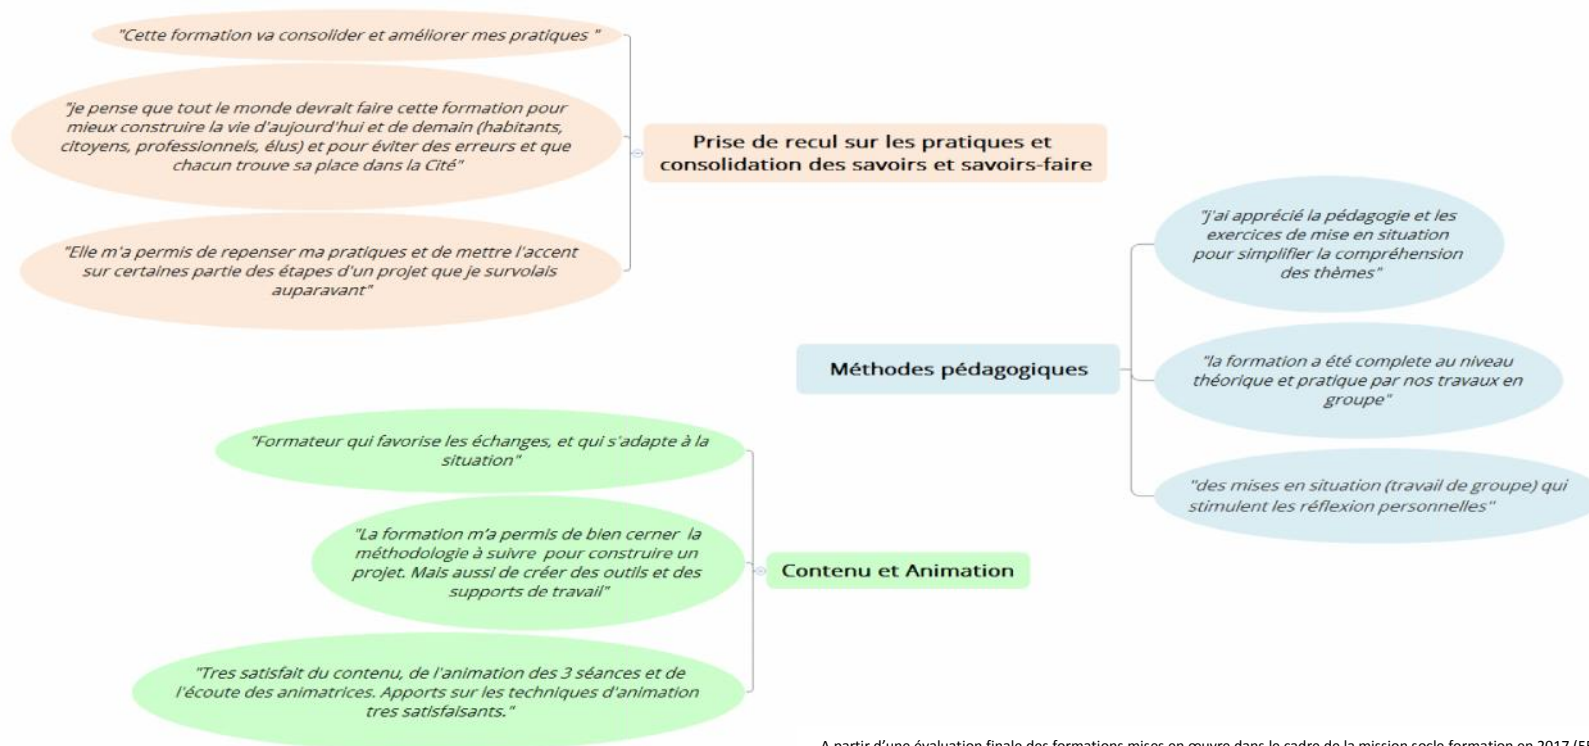 "Cette formation va consolider et améliorer mes pratiques "
"je pense que tout le monde devrait faire cette formation pour
mieux construire la vie d'aujourd'hui et de demain (habitants,
citoyens, professionnels, élus) et pour éviter des erreurs et que
chacun trouve sa place dans la Cité"
"Elle m'a permis de repenser ma pratiques et de mettre l'accent
sur certaines partie des étapes d'un projet que je survolais
auparavant"
Prise de recul sur les pratiques et
consolidation des savoirs et savoirs-faire
Méthodes pédagogiques
"j'ai apprécié la pédagogie et les
exercices de mise en situation
pour simplifier la compréhension
des thèmes"
"la formation a été complete au niveau
théorique et pratique par nos travaux en
groupe"
"des mises en situation (travail de groupe) qui
stimulent les réflexion personnelles"
"Formateur qui favorise les échanges, et qui s'adapte à la
situation"
"La formation m'a permis de bien cerner la
méthodologie à suivre pour construire un
projet. Mais aussi de créer des outils et des
supports de travail"
"Tres satisfait du contenu, de l'animation des 3 séances et de
l'écoute des animatrices. Apports sur les techniques d'animation
tres satisfaisants."
Contenu et Animation
A partir d'une évaluation finale des formations mises en œuvre dans le cadre de la mission socle formation en 2017